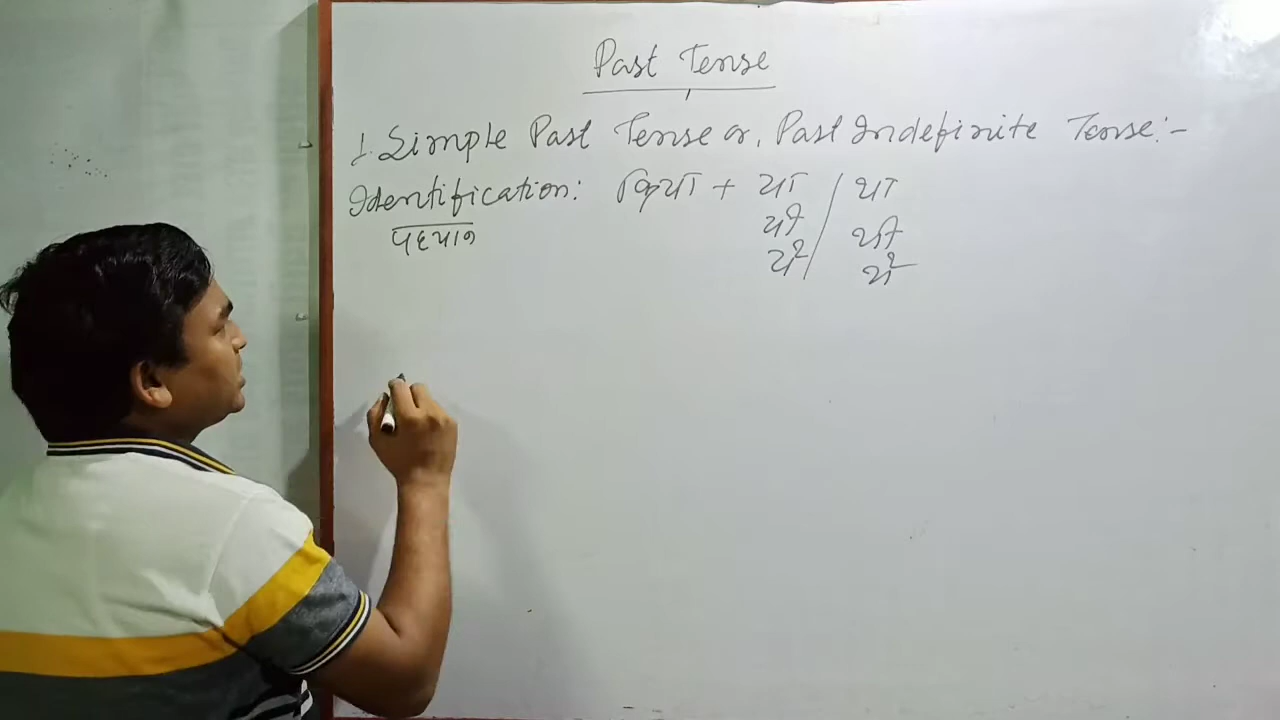 Past Tense
1. Simple Past Tense or, Past Indefinite Tense:-
Identification: क्रिया + या / था
यी / थी
पहचान
ये / थे